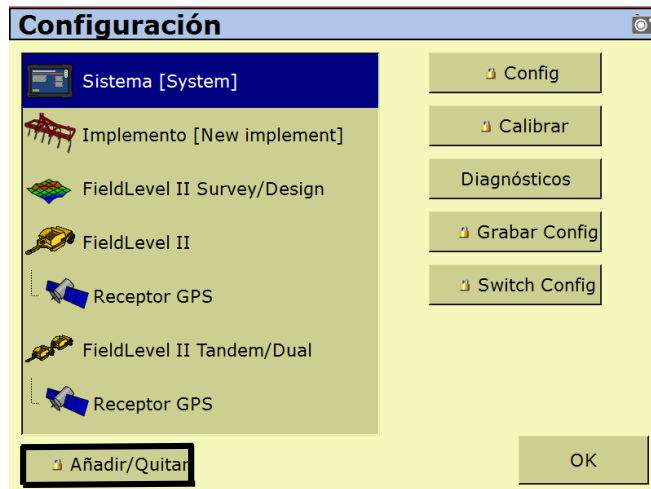 Configuración
Sistema [System]
Implemento [New implement]
FieldLevel II Survey/Design
FieldLevel II
Receptor GPS
FieldLevel II Tandem/Dual
Receptor GPS
Añadir/Quitar
Config
Calibrar
Diagnósticos
Grabar Config
Switch Config
OK